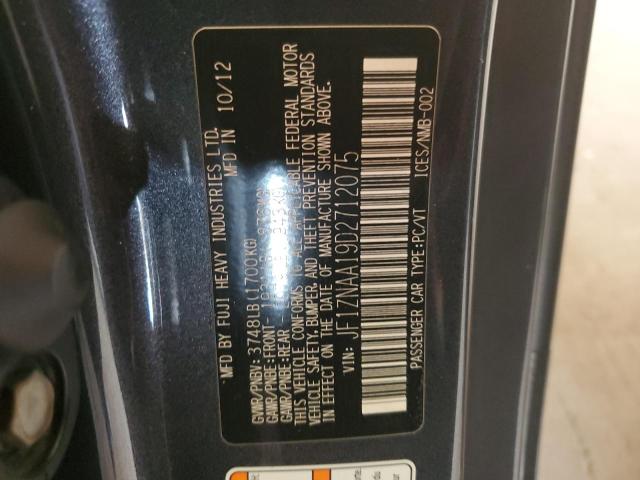 MFD BY FUJI HEAVY INDUSTRIES LTD.
MFD IN 10/12
GVWR/PNBV: 3748LB(1700KG)
GAWR/PNBE:FRONT
GAWR/PNBE:REAR
THIS VEHICLE CONFORMS TO ALL APPLICABLE FEDERAL MOTOR
VEHICLE SAFETY, BUMPER, AND THEFT PREVENTION STANDARDS
IN EFFECT ON THE DATE OF MANUFACTURE SHOWN ABOVE.
VIN: JF1ZNAA19D2712075
PASSENGER CAR TYPE:PC/VT ICES/NMB-002